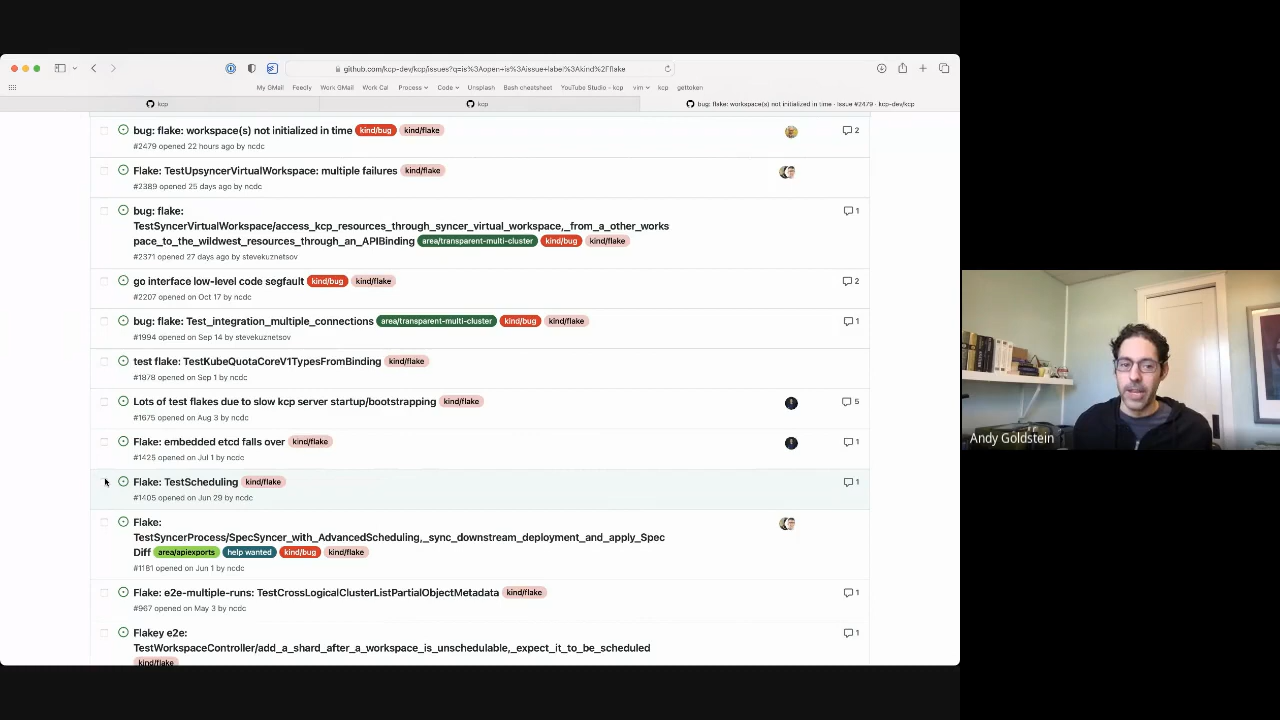 github.com/kcp-dev/kcp/issues?q=is%3Aopen+is%3Aissue+label%3Akind%2Fflake
My GMail Feedly Work GMail Work Cal Process Code Unsplash Bash cheatsheet YouTube Studio - kcp vim kcp gettoken
kcp kcp bug: flake: workspace(s) not initialized in time · Issue #2479 · kcp-dev/kcp
bug: flake: workspace(s) not initialized in time kind/bug kind/flake 2
#2479 opened 22 hours ago by ncdc
Flake: TestUpsyncerVirtualWorkspace: multiple failures kind/flake
#2389 opened 25 days ago by ncdc
bug: flake: 1
TestSyncerVirtualWorkspace/access_kcp_resources_through_syncer_virtual_workspace,_from_a_other_works
pace_to_the_wildwest_resources_through_an_APIBinding area/transparent-multi-cluster kind/bug kind/flake
#2371 opened 27 days ago by stevekuznetsov
go interface low-level code segfault kind/bug kind/flake 2
#2207 opened on Oct 17 by ncdc
bug: flake: Test_integration_multiple_connections area/transparent-multi-cluster kind/bug kind/flake 1
#1994 opened on Sep 14 by stevekuznetsov
test flake: TestKubeQuotaCoreV1TypesFromBinding kind/flake
#1878 opened on Sep 1 by ncdc
Lots of test flakes due to slow kcp server startup/bootstrapping kind/flake 5
#1675 opened on Aug 3 by ncdc
Flake: embedded etcd falls over kind/flake 1
#1425 opened on Jul 1 by ncdc
Flake: TestScheduling kind/flake 1
#1405 opened on Jun 29 by ncdc
Flake:
TestSyncerProcess/SpecSyncer_with_AdvancedScheduling,_sync_downstream_deployment_and_apply_Spec
Diff area/apiexports help wanted kind/bug kind/flake
#1181 opened on Jun 1 by ncdc
Flake: e2e-multiple-runs: TestCrossLogicalClusterListPartialObjectMetadata kind/flake 1
#967 opened on May 3 by ncdc
Flakey e2e: 1
TestWorkspaceController/add_a_shard_after_a_workspace_is_unschedulable,_expect_it_to_be_scheduled
kind/flake
Andy Goldstein